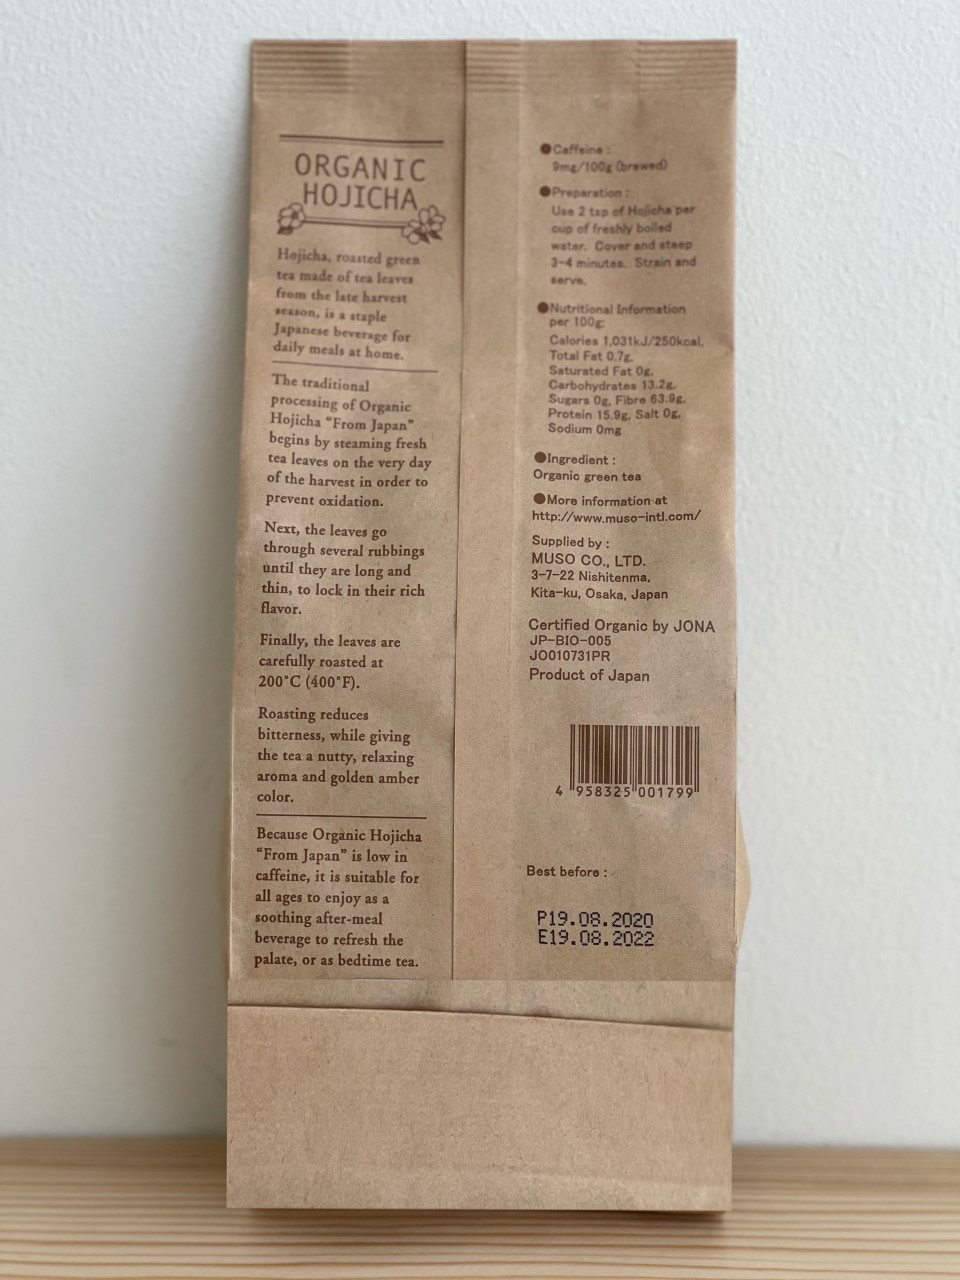 ORGANIC
HOJICHA
Hojicha, roasted green
tea made of tea leaves
from the late harvest
season, is a staple
Japanese beverage for
daily meals at home.
The traditional
processing of Organic
Hojicha “From Japan”
begins by steaming fresh
tea leaves on the very day
of the harvest in order to
prevent oxidation.
Next, the leaves go
through several rubbings
until they are long and
thin, to lock in their rich
flavor.
Finally, the leaves are
carefully roasted at
200°C (400°F).
Roasting reduces
bitterness, while giving
the tea a nutty, relaxing
aroma and golden amber
color.
Because Organic Hojicha
“From Japan” is low in
caffeine, it is suitable for
all ages to enjoy as a
soothing after-meal
beverage to refresh the
palate, or as bedtime tea.
●Caffeine :
9mg/100g (brewed)
●Preparation :
Use 2 tsp of Hojicha per
cup of freshly boiled
water. Cover and steep
3-4 minutes. Strain and
serve.
●Nutritional Information
per 100g:
Calories 1,031kJ/250kcal,
Total Fat 0.7g,
Saturated Fat 0g,
Carbohydrates 13.2g,
Sugars 0g, Fibre 63.9g,
Protein 15.9g, Salt 0g,
Sodium 0mg
●Ingredient :
Organic green tea
●More information at
http://www.muso-intl.com/
Supplied by :
MUSO CO., LTD.
3-7-22 Nishitenma,
Kita-ku, Osaka, Japan
Certified Organic by JONA
JP-BIO-005
JO010731PR
Product of Japan
4 958325 001799
Best before :
P19.08.2020
E19.08.2022